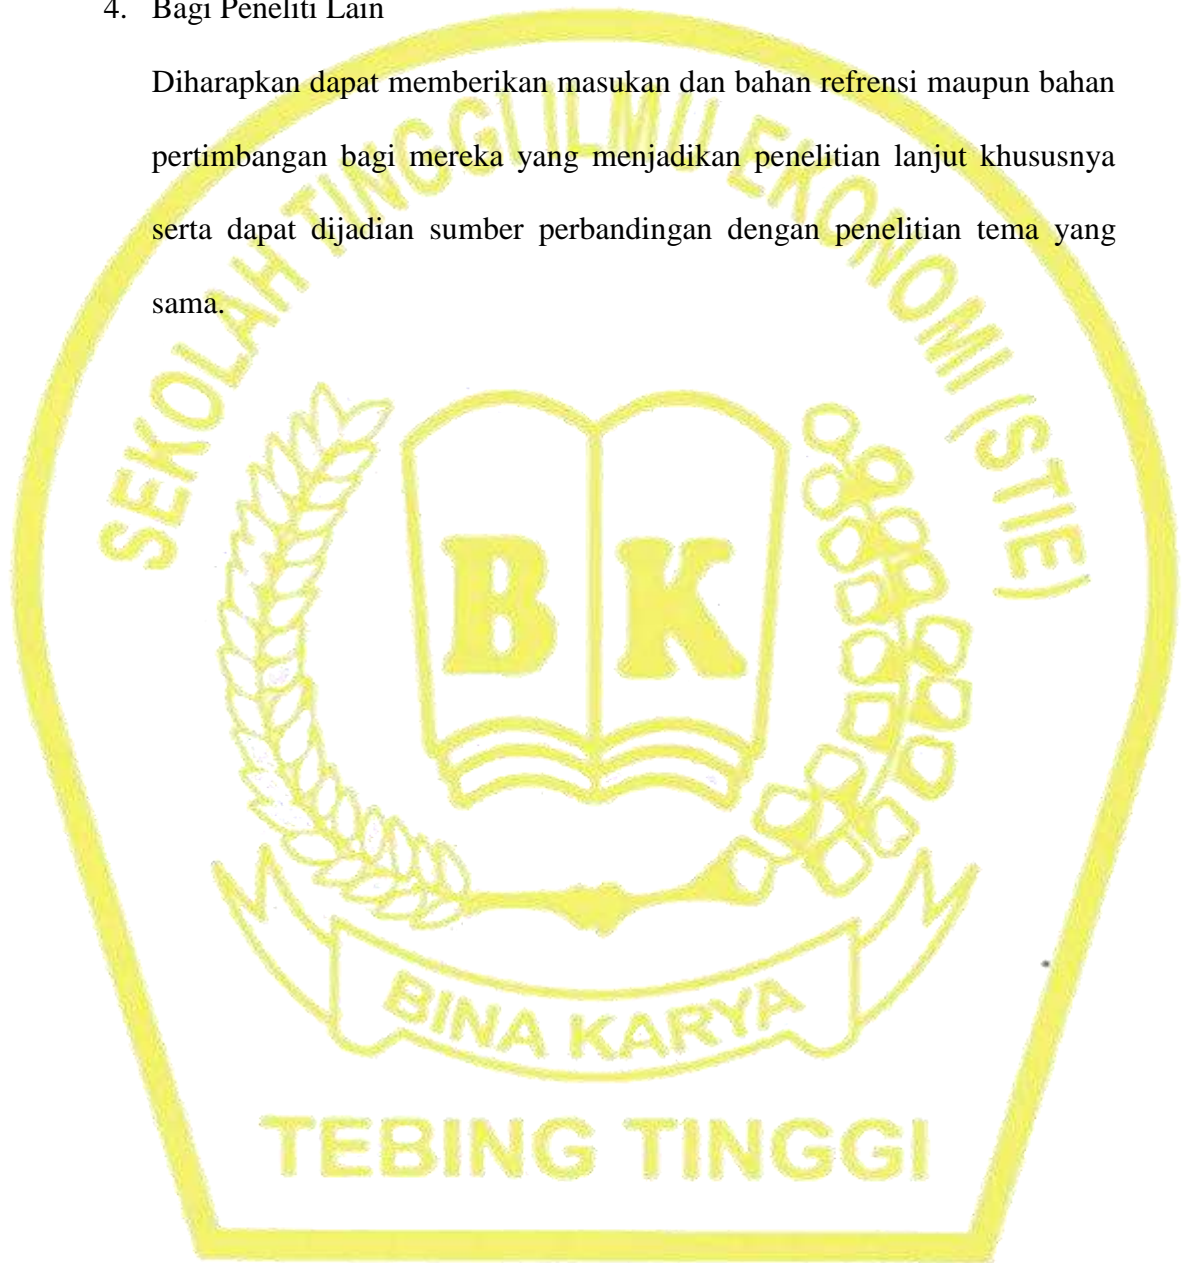 4. Bagi Peneliti Lain
Diharapkan dapat memberikan masukan dan bahan refrensi maupun bahan
pertimbangan bagi mereka yang menjadikan penelitian lanjut khususnya
serta dapat dijadian sumber perbandingan dengan penelitian tema yang
sama.
SEKOLAH TINGGI ILMU EKONOMI (STIE)
B K
BINA KARYA
TEBING TINGGI